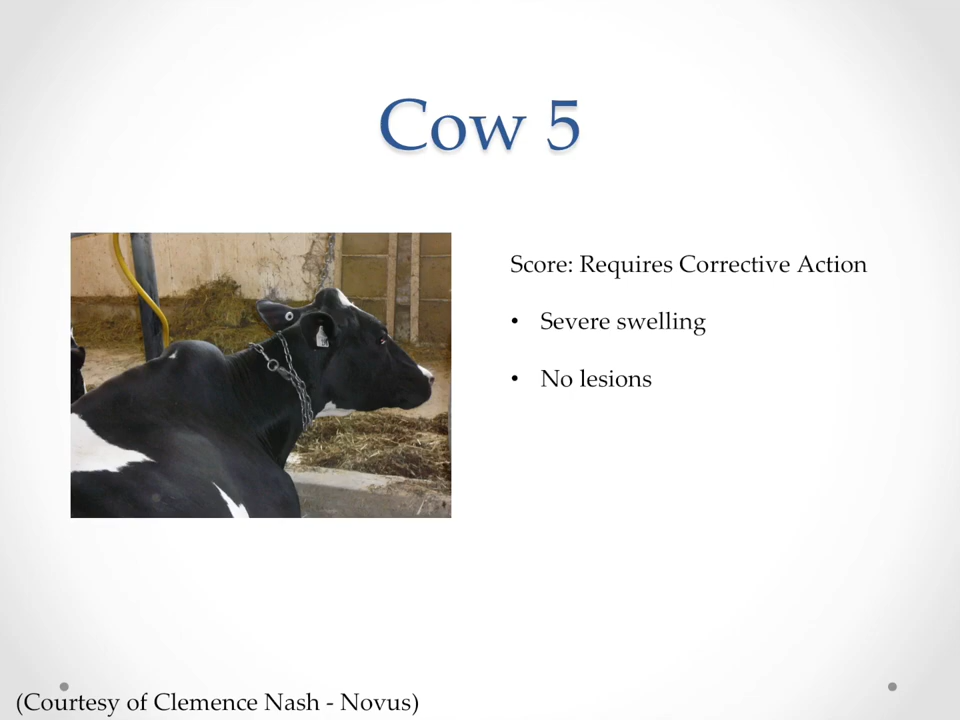 Cow 5
Score: Requires Corrective Action
• Severe swelling
• No lesions
(Courtesy of Clemence Nash - Novus)